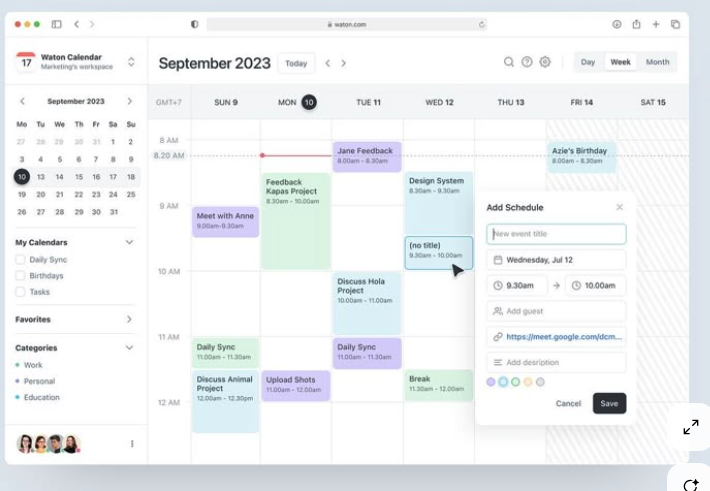 waton.com
17
Waton Calendar
Marketing's workspace
September 2023
Today
Day
Week
Month
September 2023
Mo Tu We Th Fr Sa Su
27 28 29 30 31 1 2
3 4 5 6 7 8 9
10 13 14 15 16 17 18
19 20 21 22 23 24 25
26 27 28 29 30 31
My Calendars
Daily Sync
Birthdays
Tasks
Favorites
Categories
Work
Personal
Education
GMT+7
SUN 9
MON 10
TUE 11
WED 12
THU 13
FRI 14
SAT 15
8 AM
8.20 AM
9 AM
10 AM
11 AM
12 AM
Meet with Anne
9.00am-9.30am
Daily Sync
11.00am - 11.30am
Discuss Animal
Project
12.00am - 12.30pm
Feedback
Kapas Project
8.30am - 10.00am
Upload Shots
11.00am - 12.00am
Jane Feedback
8.00am - 8.30am
Discuss Hola
Project
10.00am - 11.00am
Daily Sync
11.00am - 11.30am
Design System
8.30am - 9.30am
(no title)
9.30am - 10.00am
Break
11.30am - 12.00am
Azie's Birthday
8.00am - 8.30am
Add Schedule
New event title
Wednesday, Jul 12
9.30am
10.00am
Add guest
https://meet.google.com/dcm...
Add desription
Cancel
Save